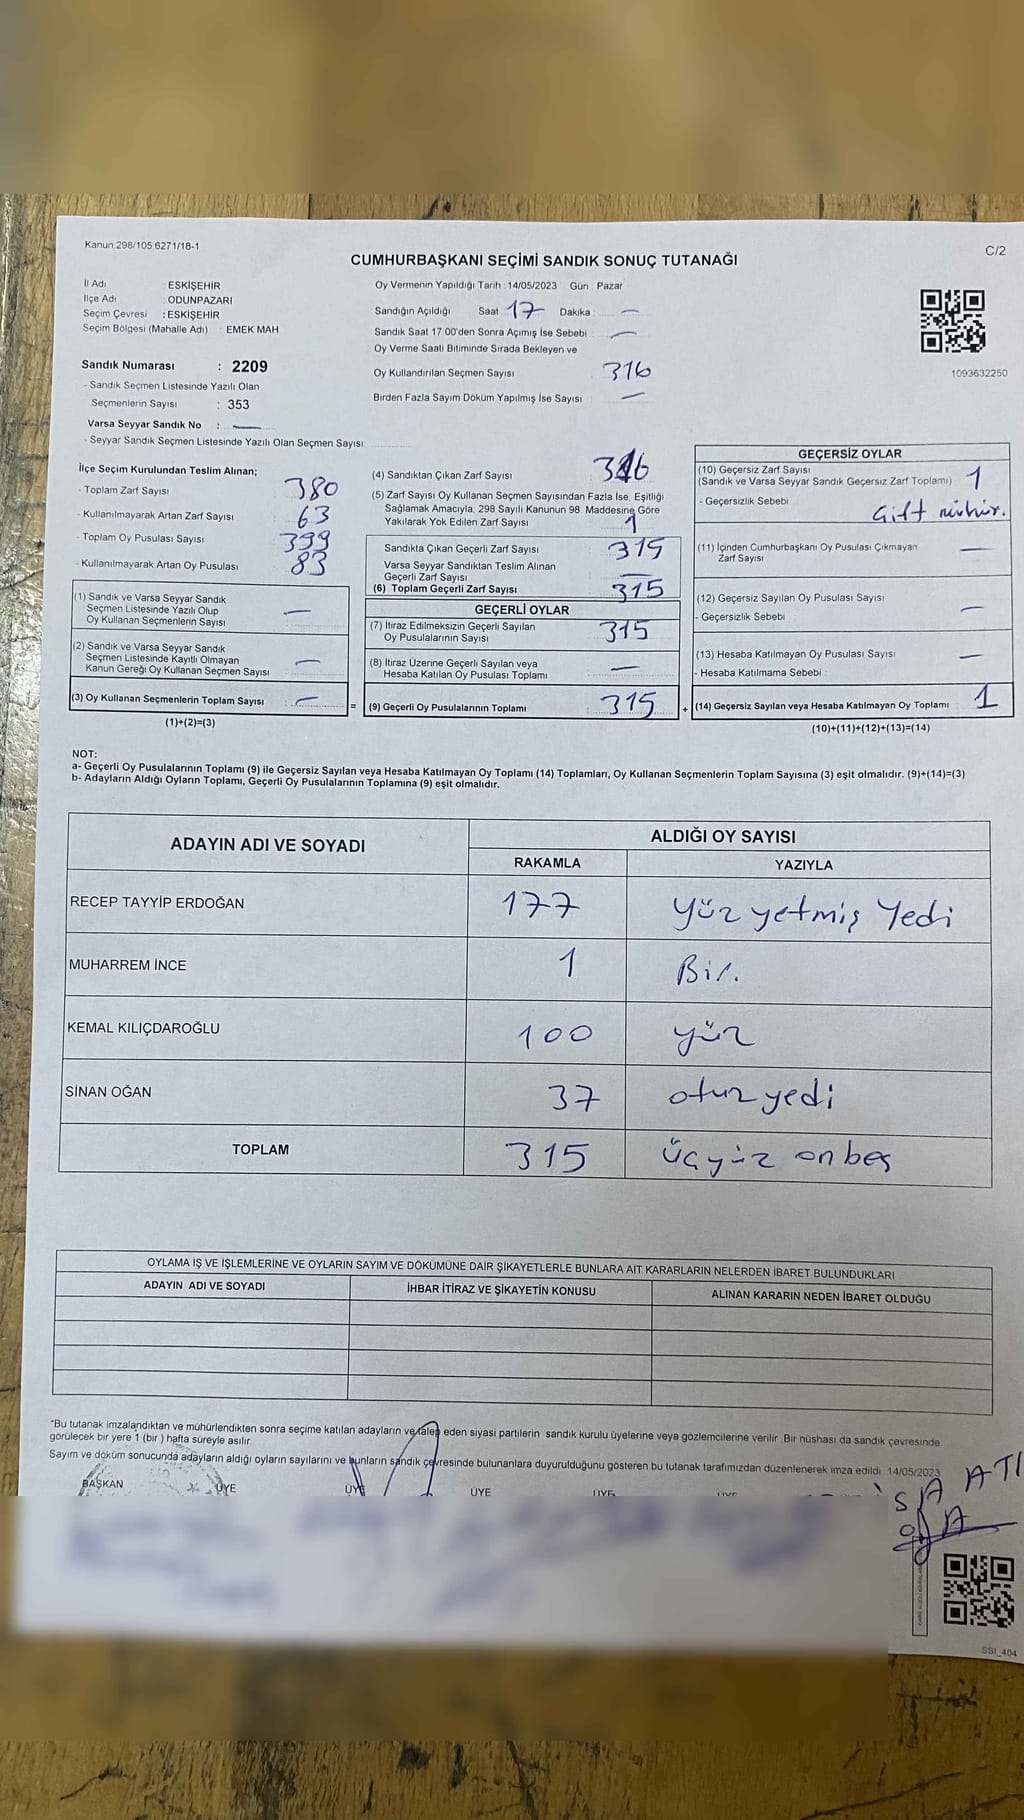 Kanun 298/105 6271/18-1
C/2
CUMHURBAŞKANI SEÇİMİ SANDIK SONUÇ TUTANAĞI
İl Adı ESKİŞEHİR
İlçe Adı ODUNPAZARI
Seçim Çevresi : ESKİŞEHİR
Seçim Bölgesi (Mahalle Adı) EMEK MAH
Oy Vermenin Yapıldığı Tarih : 14/05/2023 Gün : Pazar
Sandığın Açıldığı Saat 17 Dakika : —
Sandık Saat 17:00'den Sonra Açımış İse Sebebi : —
Oy Verme Saati Bitiminde Sırada Bekleyen ve
Oy Kullandırılan Seçmen Sayısı 316
Birden Fazla Sayım Döküm Yapılmış İse Sayısı —
1093632250
Sandık Numarası : 2209
- Sandık Seçmen Listesinde Yazılı Olan
Seçmenlerin Sayısı : 353
Varsa Seyyar Sandık No : —
- Seyyar Sandık Seçmen Listesinde Yazılı Olan Seçmen Sayısı:
İlçe Seçim Kurulundan Teslim Alınan;
- Toplam Zarf Sayısı 380
- Kullanılmayarak Artan Zarf Sayısı 63
- Toplam Oy Pusulası Sayısı 399
- Kullanılmayarak Artan Oy Pusulası 83
(1) Sandık ve Varsa Seyyar Sandık
Seçmen Listesinde Yazılı Olup
Oy Kullanan Seçmenlerin Sayısı —
(2) Sandık ve Varsa Seyyar Sandık
Seçmen Listesinde Kayıtlı Olmayan
Kanun Gereği Oy Kullanan Seçmen Sayısı —
(3) Oy Kullanan Seçmenlerin Toplam Sayısı —
(1)+(2)=(3)
(4) Sandıktan Çıkan Zarf Sayısı 316
(5) Zarf Sayısı Oy Kullanan Seçmen Sayısından Fazla İse, Eşitliği
Sağlamak Amacıyla, 298 Sayılı Kanunun 98. Maddesine Göre
Yakılarak Yok Edilen Zarf Sayısı 1
Sandıkta Çıkan Geçerli Zarf Sayısı 315
Varsa Seyyar Sandıktan Teslim Alınan
Geçerli Zarf Sayısı —
(6) Toplam Geçerli Zarf Sayısı 315
GEÇERLİ OYLAR
(7) İtiraz Edilmeksizin Geçerli Sayılan
Oy Pusulalarının Sayısı 315
(8) İtiraz Üzerine Geçerli Sayılan veya
Hesaba Katılan Oy Pusulası Toplamı —
= (9) Geçerli Oy Pusulalarının Toplamı 315
GEÇERSİZ OYLAR
(10) Geçersiz Zarf Sayısı
(Sandık ve Varsa Seyyar Sandık Geçersiz Zarf Toplamı) 1
- Geçersizlik Sebebi Çift mühür.
(11) İçinden Cumhurbaşkanı Oy Pusulası Çıkmayan
Zarf Sayısı —
(12) Geçersiz Sayılan Oy Pusulası Sayısı
- Geçersizlik Sebebi —
(13) Hesaba Katılmayan Oy Pusulası Sayısı —
- Hesaba Katılmama Sebebi
+ (14) Geçersiz Sayılan veya Hesaba Katılmayan Oy Toplamı 1
(10)+(11)+(12)+(13)=(14)
NOT:
a- Geçerli Oy Pusulalarının Toplamı (9) ile Geçersiz Sayılan veya Hesaba Katılmayan Oy Toplamı (14) Toplamları, Oy Kullanan Seçmenlerin Toplam Sayısına (3) eşit olmalıdır. (9)+(14)=(3)
b- Adayların Aldığı Oyların Toplamı, Geçerli Oy Pusulalarının Toplamına (9) eşit olmalıdır.
ADAYIN ADI VE SOYADI ALDIĞI OY SAYISI
RAKAMLA YAZIYLA
RECEP TAYYİP ERDOĞAN 177 Yüz yetmiş Yedi
MUHARREM İNCE 1 Bir.
KEMAL KILIÇDAROĞLU 100 yüz
SİNAN OĞAN 37 otuz yedi
TOPLAM 315 üçyüz onbeş
OYLAMA İŞ VE İŞLEMLERİNE VE OYLARIN SAYIM VE DÖKÜMÜNE DAİR ŞİKAYETLERLE BUNLARA AİT KARARLARIN NELERDEN İBARET BULUNDUKLARI
ADAYIN ADI VE SOYADI İHBAR İTİRAZ VE ŞİKAYETİN KONUSU ALINAN KARARIN NEDEN İBARET OLDUĞU
*Bu tutanak imzalandıktan ve mühürlendikten sonra seçime katılan adayların ve talep eden siyasi partilerin sandık kurulu üyelerine veya gözlemcilerine verilir. Bir nüshası da sandık çevresinde
görülecek bir yere 1 (bir) hafta süreyle asılır.
Sayım ve döküm sonucunda adayların aldığı oyların sayılarını ve bunların sandık çevresinde bulunanlara duyurulduğunu gösteren bu tutanak tarafımızdan düzenlenerek imza edildi. 14/05/2023
BAŞKAN ÜYE ÜYE ÜYE ÜYE ÜYE
SSI_404